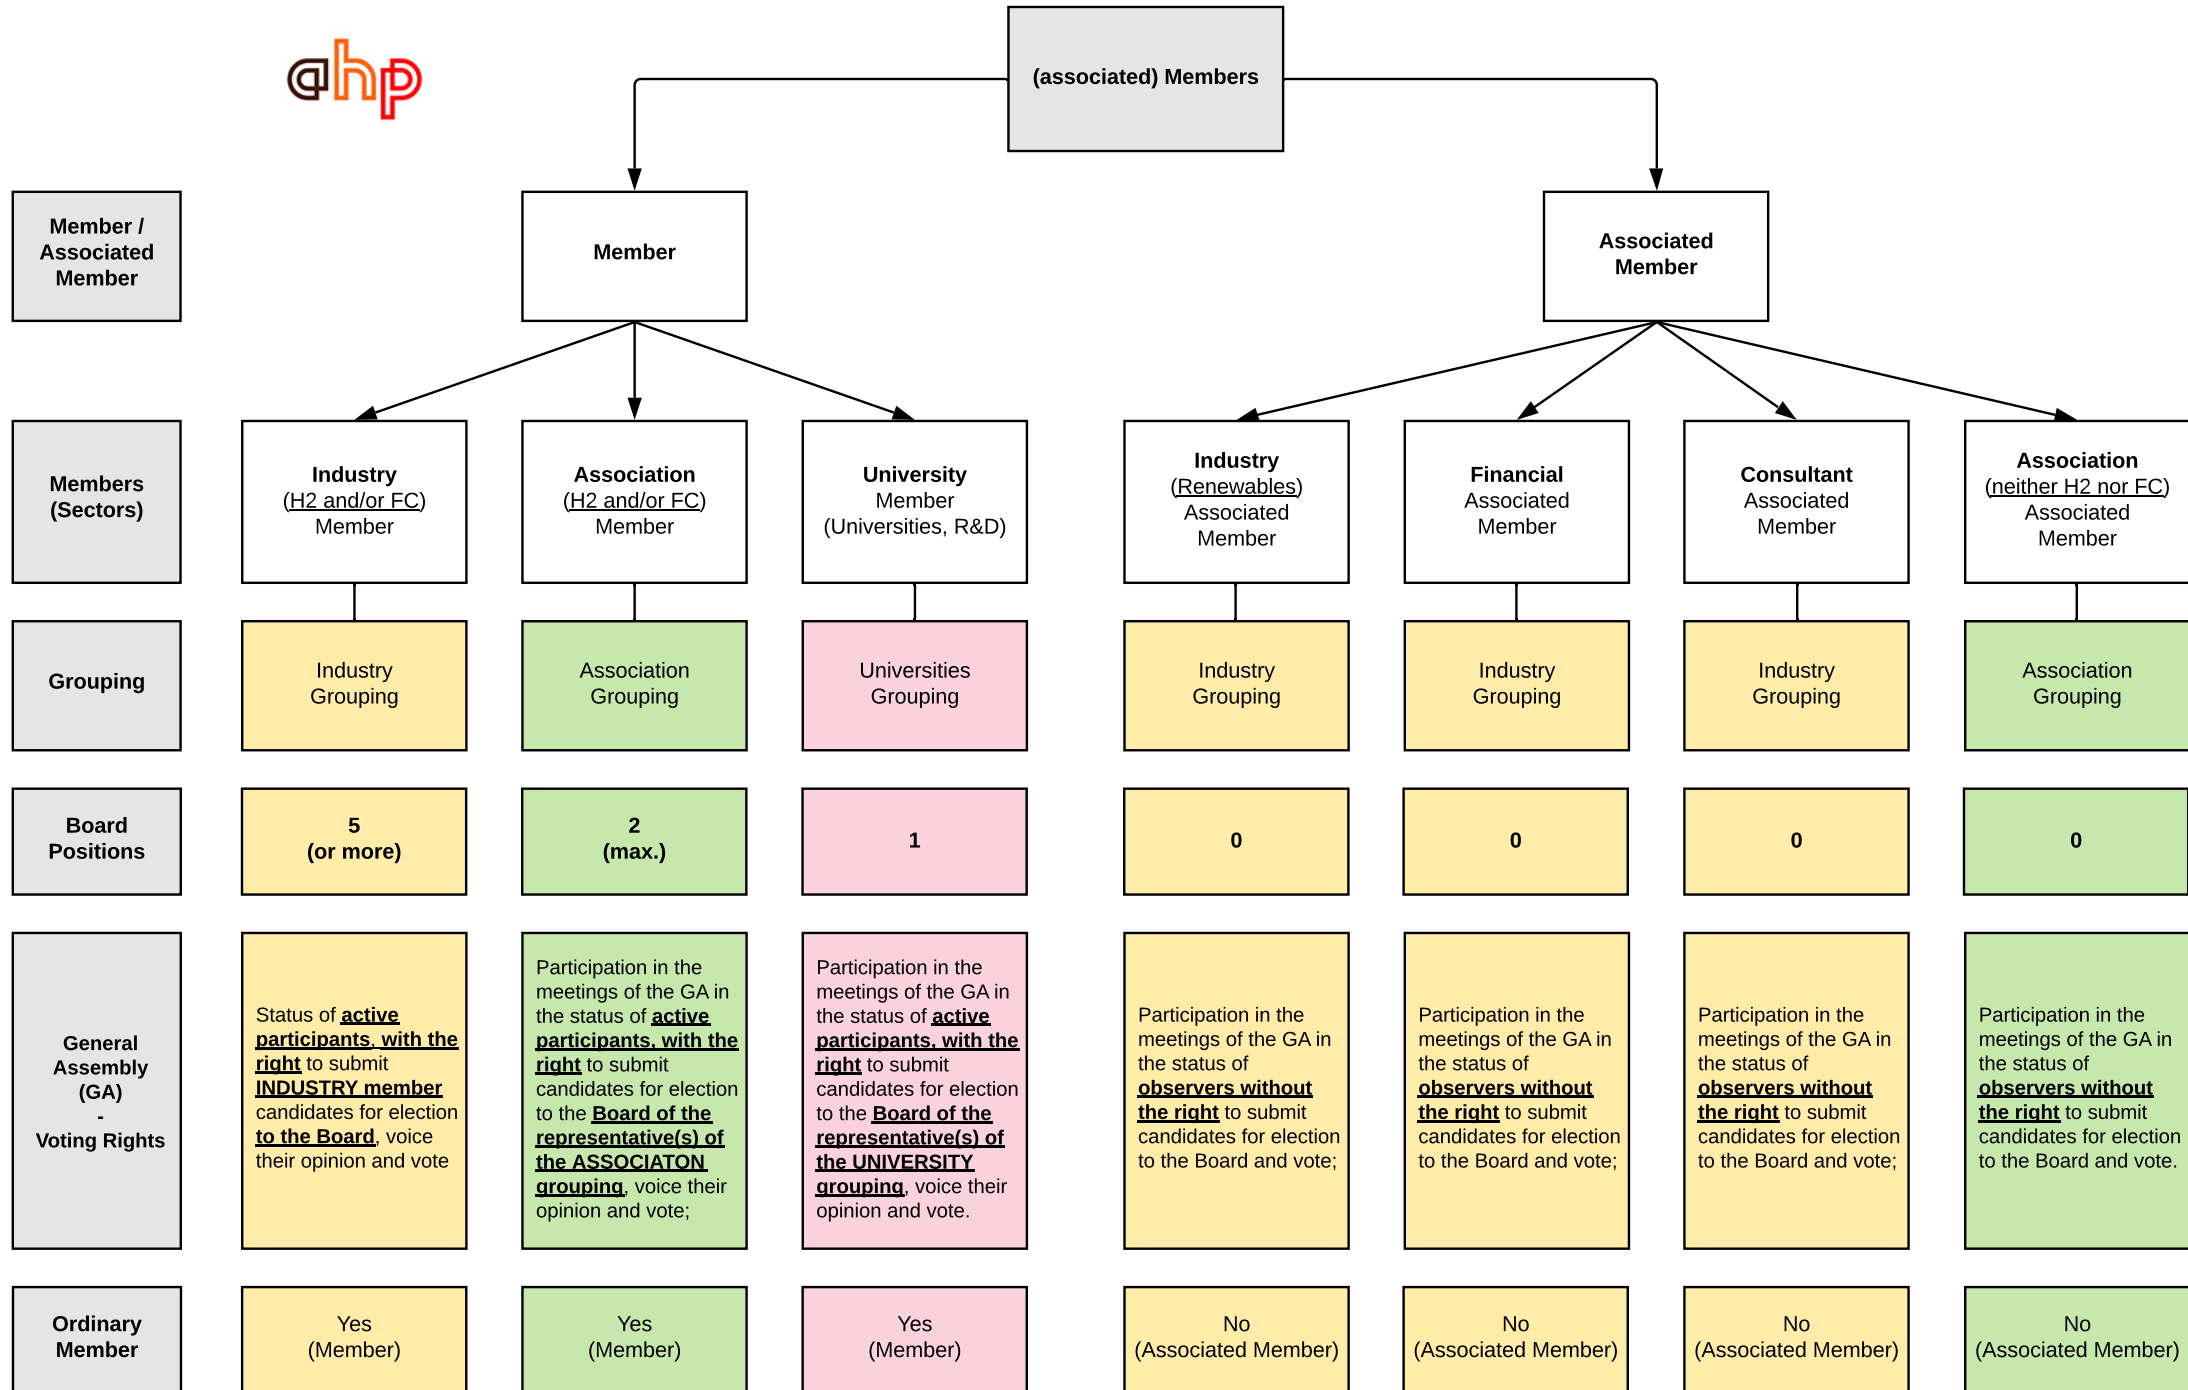 ahp
(associated) Members
Member /
Associated
Member
Member
Associated
Member
Members
(Sectors)
Industry
(H2 and/or FC)
Member
Association
(H2 and/or FC)
Member
University
Member
(Universities, R&D)
Industry
(Renewables)
Associated
Member
Financial
Associated
Member
Consultant
Associated
Member
Association
(neither H2 nor FC)
Associated
Member
Grouping
Industry
Grouping
Association
Grouping
Universities
Grouping
Industry
Grouping
Industry
Grouping
Industry
Grouping
Association
Grouping
Board
Positions
5
(or more)
2
(max.)
1
0
0
0
0
General
Assembly
(GA)
-
Voting Rights
Status of active
participants, with the
right to submit
INDUSTRY member
candidates for election
to the Board, voice
their opinion and vote
Participation in the
meetings of the GA in
the status of active
participants, with the
right to submit
candidates for election
to the Board of the
representative(s) of
the ASSOCIATON
grouping, voice their
opinion and vote;
Participation in the
meetings of the GA in
the status of active
participants, with the
right to submit
candidates for election
to the Board of the
representative(s) of
the UNIVERSITY
grouping, voice their
opinion and vote.
Participation in the
meetings of the GA in
the status of
observers without
the right to submit
candidates for election
to the Board and vote;
Participation in the
meetings of the GA in
the status of
observers without
the right to submit
candidates for election
to the Board and vote;
Participation in the
meetings of the GA in
the status of
observers without
the right to submit
candidates for election
to the Board and vote;
Participation in the
meetings of the GA in
the status of
observers without
the right to submit
candidates for election
to the Board and vote.
Ordinary
Member
Yes
(Member)
Yes
(Member)
Yes
(Member)
No
(Associated Member)
No
(Associated Member)
No
(Associated Member)
No
(Associated Member)